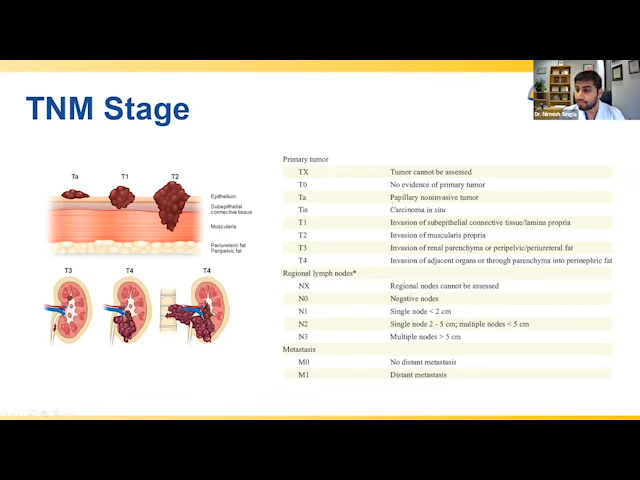 Dr. Nirmish Singla
TNM Stage
Ta T1 T2
Epithelium
Subepithelial
connective tissue
Muscularis
Periureteric fat
Peripelvic fat
T3 T4 T4
Primary tumor
TX Tumor cannot be assessed
T0 No evidence of primary tumor
Ta Papillary noninvasive tumor
Tis Carcinoma in situ
T1 Invasion of subepithelial connective tissue/lamina propria
T2 Invasion of muscularis propria
T3 Invasion of renal parenchyma or peripelvic/periureteral fat
T4 Invasion of adjacent organs or through parenchyma into perinephric fat
Regional lymph nodes*
NX Regional nodes cannot be assessed
N0 Negative nodes
N1 Single node < 2 cm
N2 Single node 2 - 5 cm; multiple nodes < 5 cm
N3 Multiple nodes > 5 cm
Metastasis
M0 No distant metastasis
M1 Distant metastasis